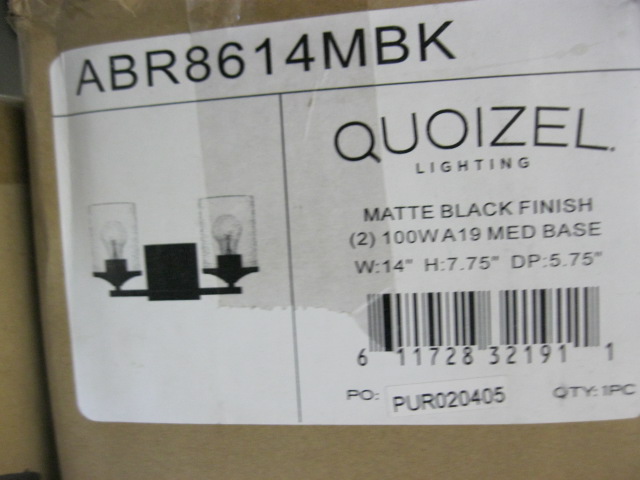 ABR8614MBK
QUOIZEL.
LIGHTING
MATTE BLACK FINISH
(2) 100W A19 MED BASE
W:14" H:7.75" DP:5.75"
6 11728 32191 1
PO: PUR020405 QTY: 1PC